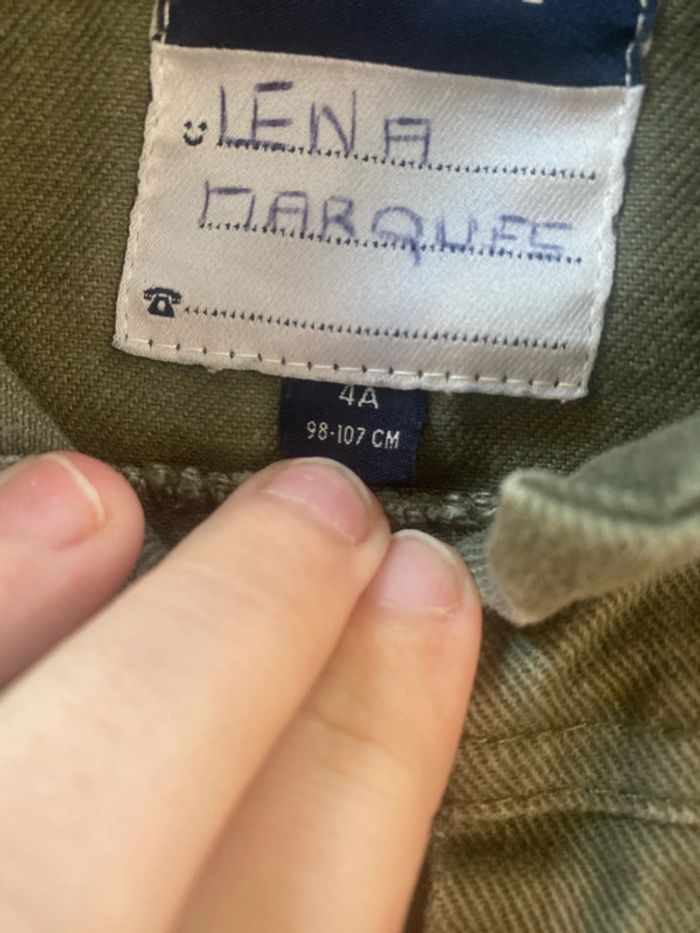 LENA
MARQUES
4A
98-107 CM